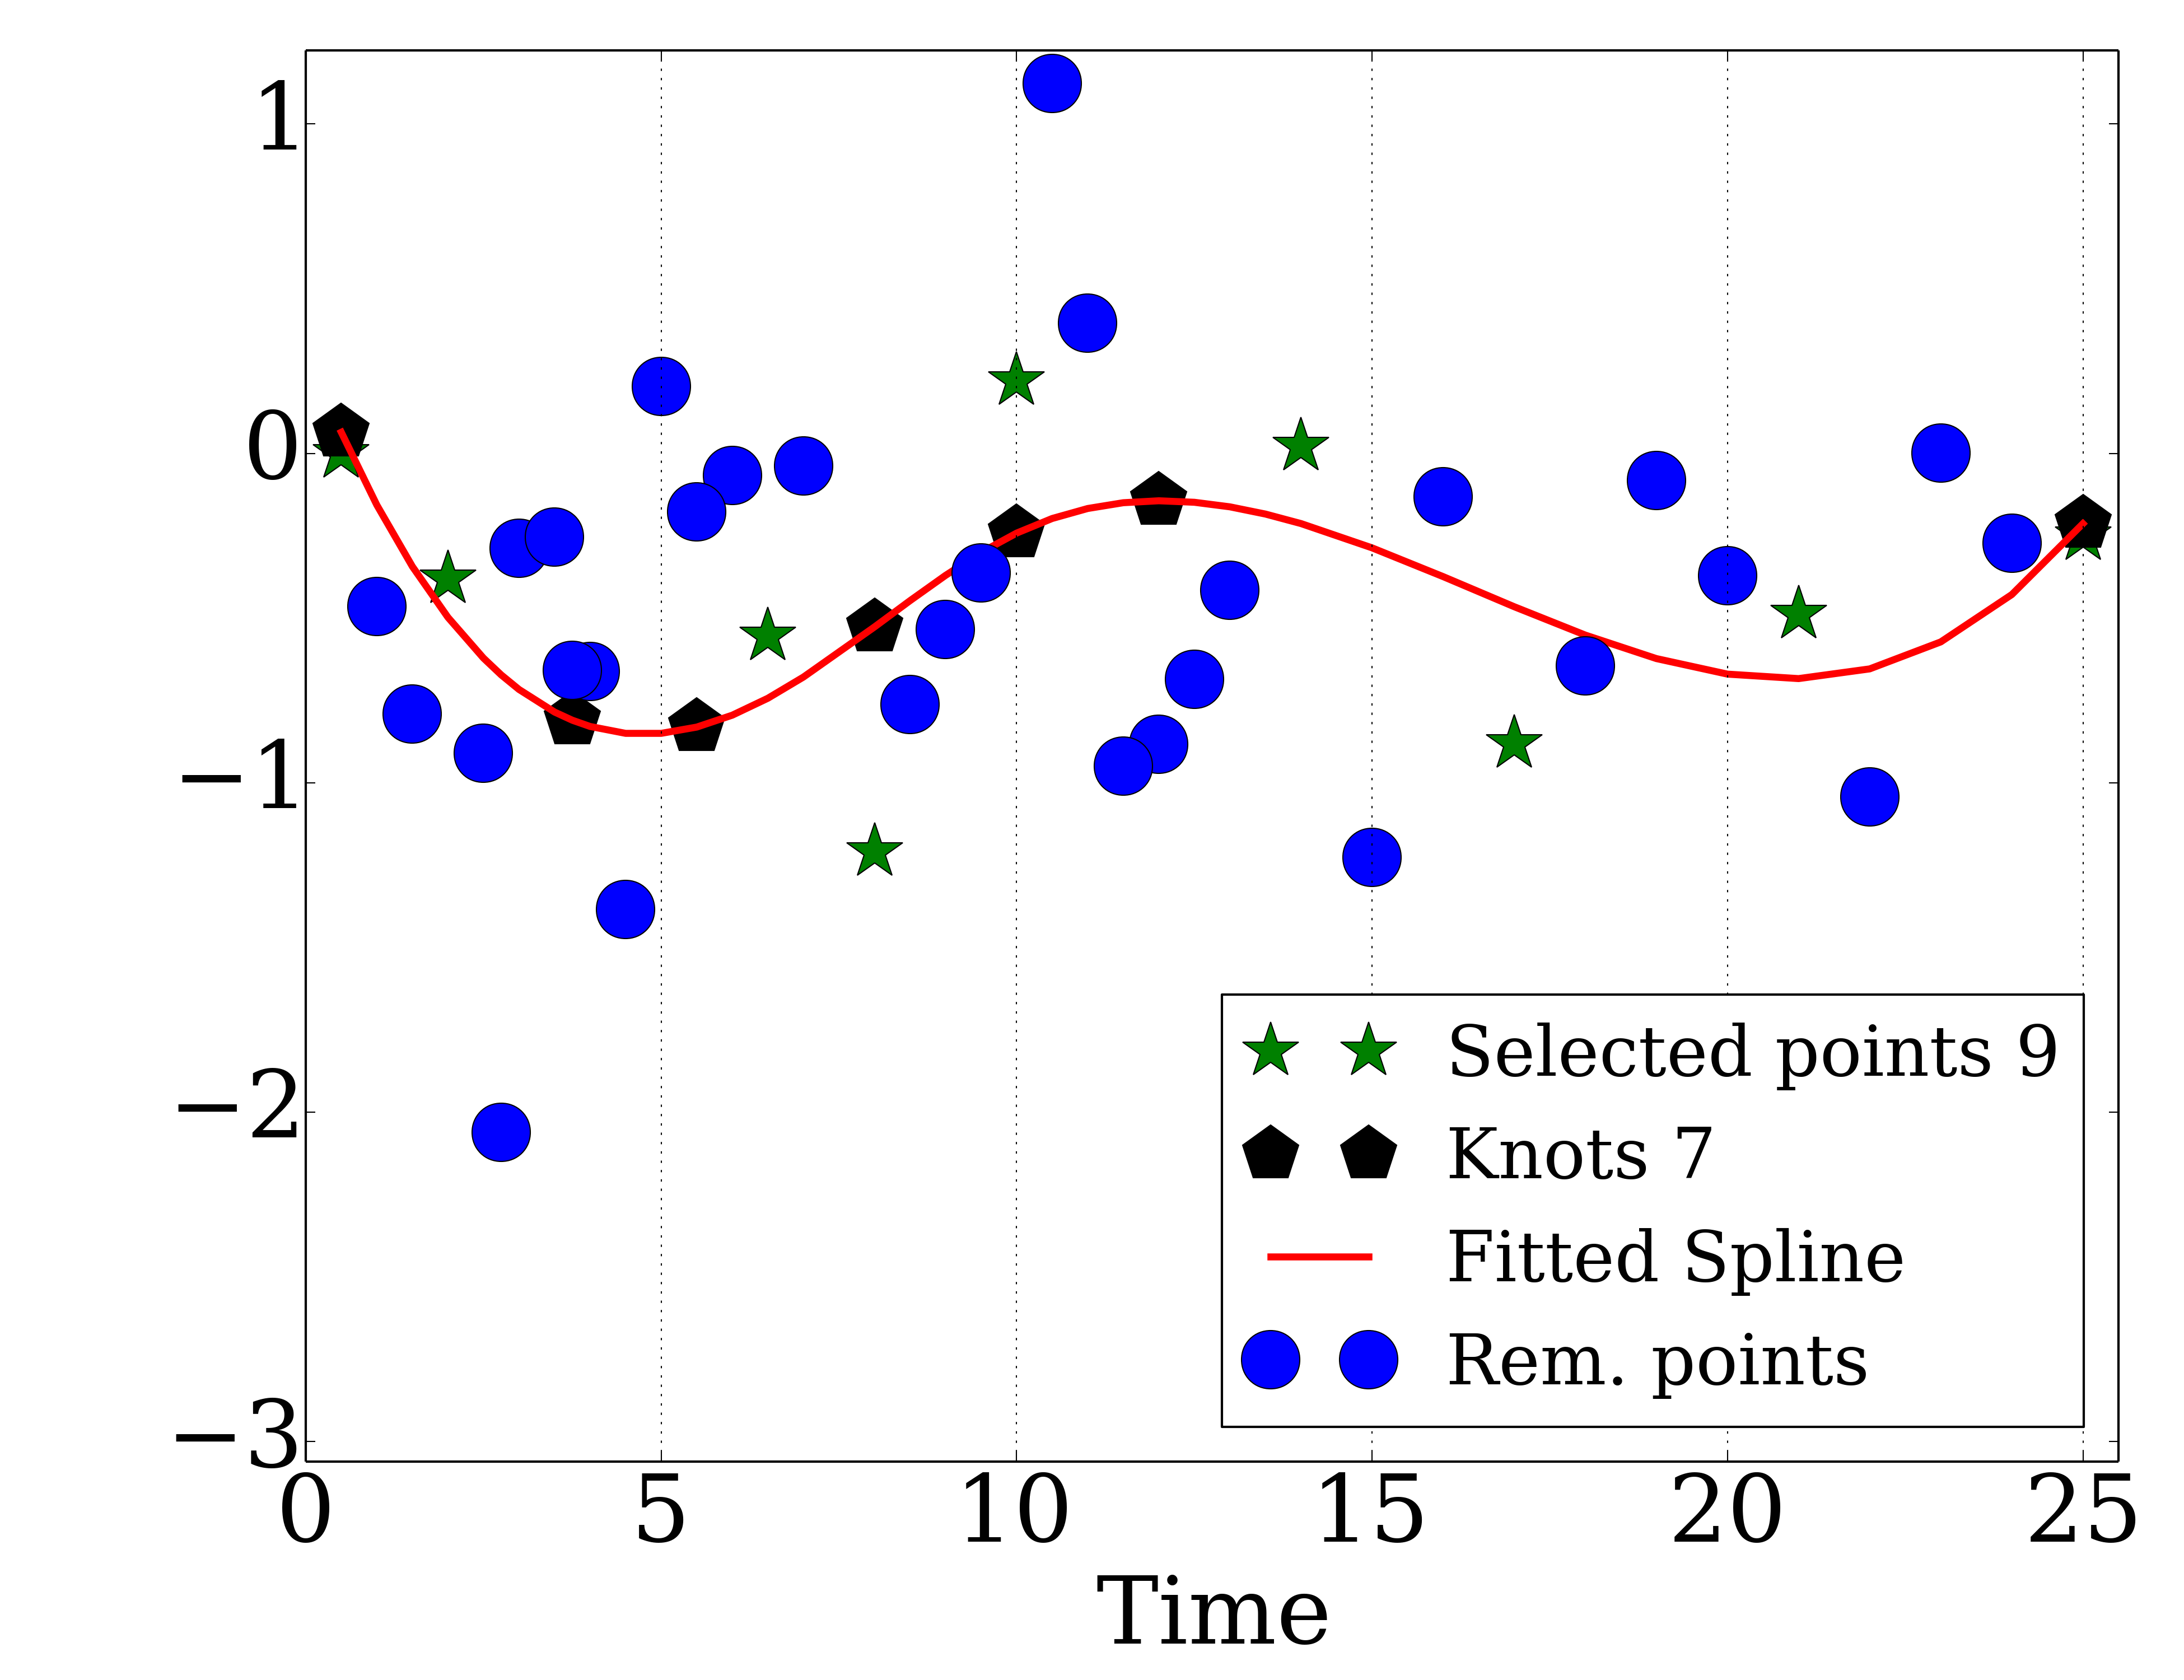 1
0
−1
−2
−3
0 5 10 15 20 25
Time
Selected points 9
Knots 7
Fitted Spline
Rem. points